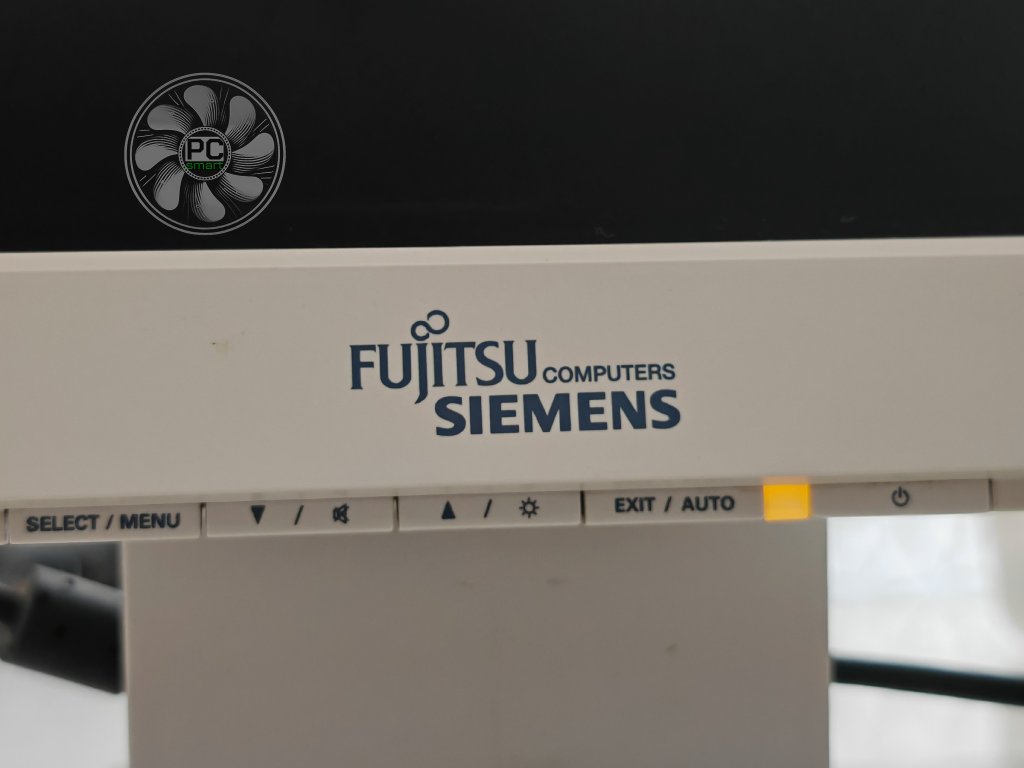 PC
smart
FUJITSU COMPUTERS
SIEMENS
SELECT / MENU
▼ /
▲ /
EXIT / AUTO